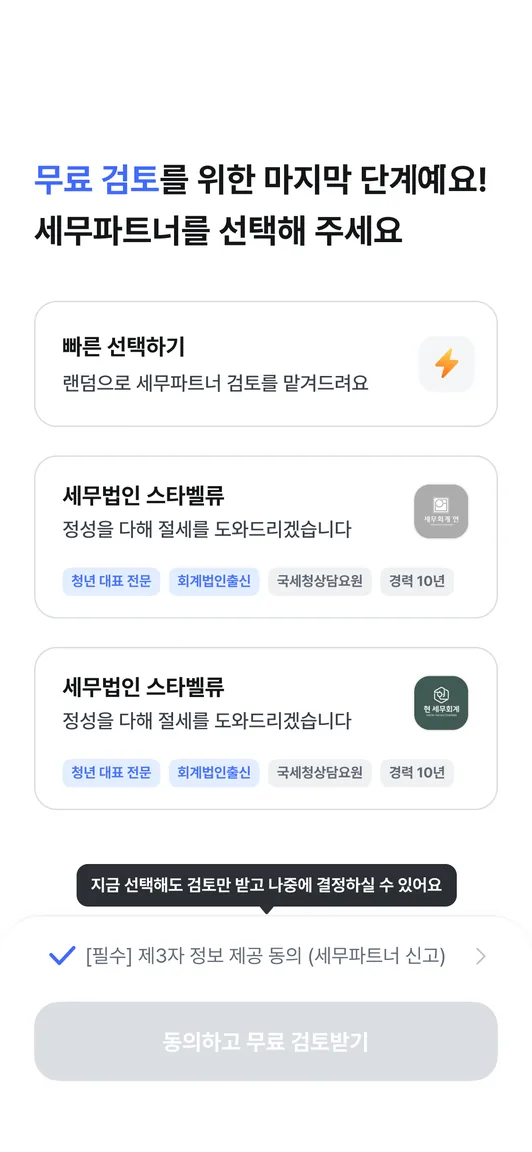 무료 검토를 위한 마지막 단계예요!
세무파트너를 선택해 주세요
빠른 선택하기
랜덤으로 세무파트너 검토를 맡겨드려요
세무법인 스타벨류
정성을 다해 절세를 도와드리겠습니다
세무회계 안
청년 대표 전문 회계법인출신 국세청상담요원 경력 10년
세무법인 스타벨류
정성을 다해 절세를 도와드리겠습니다
현 세무회계
청년 대표 전문 회계법인출신 국세청상담요원 경력 10년
지금 선택해도 검토만 받고 나중에 결정하실 수 있어요
[필수] 제3자 정보 제공 동의 (세무파트너 신고)
동의하고 무료 검토받기